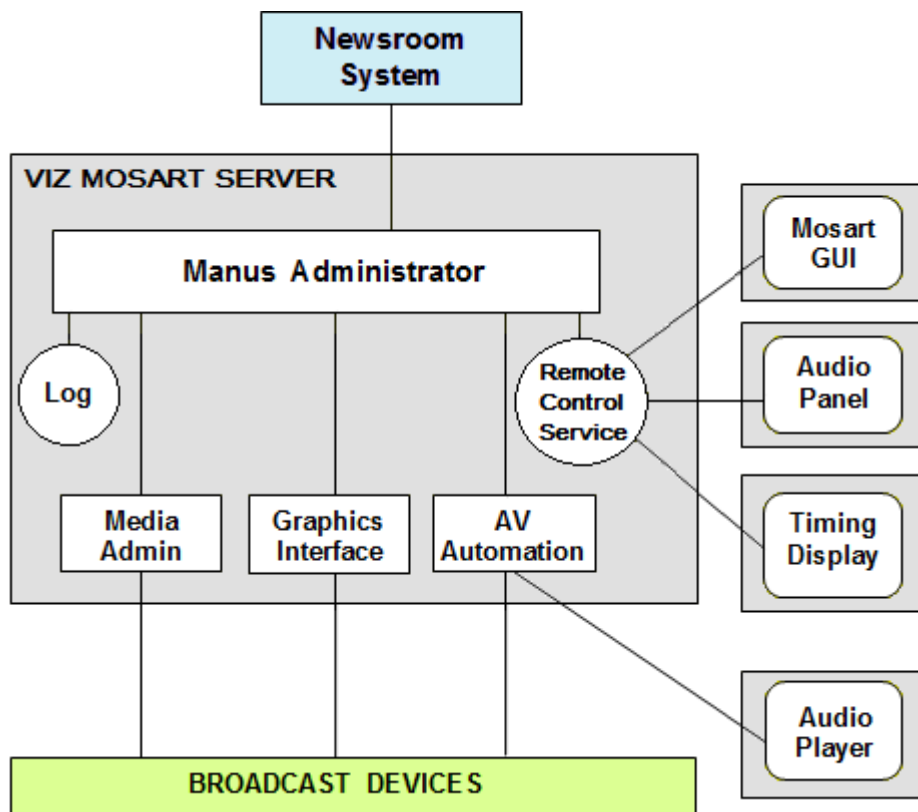 Newsroom
System
VIZ MOSART SERVER
Manus Administrator
Log
Remote
Control
Service
Media
Admin
Graphics
Interface
AV
Automation
Mosart
GUI
Audio
Panel
Timing
Display
Audio
Player
BROADCAST DEVICES